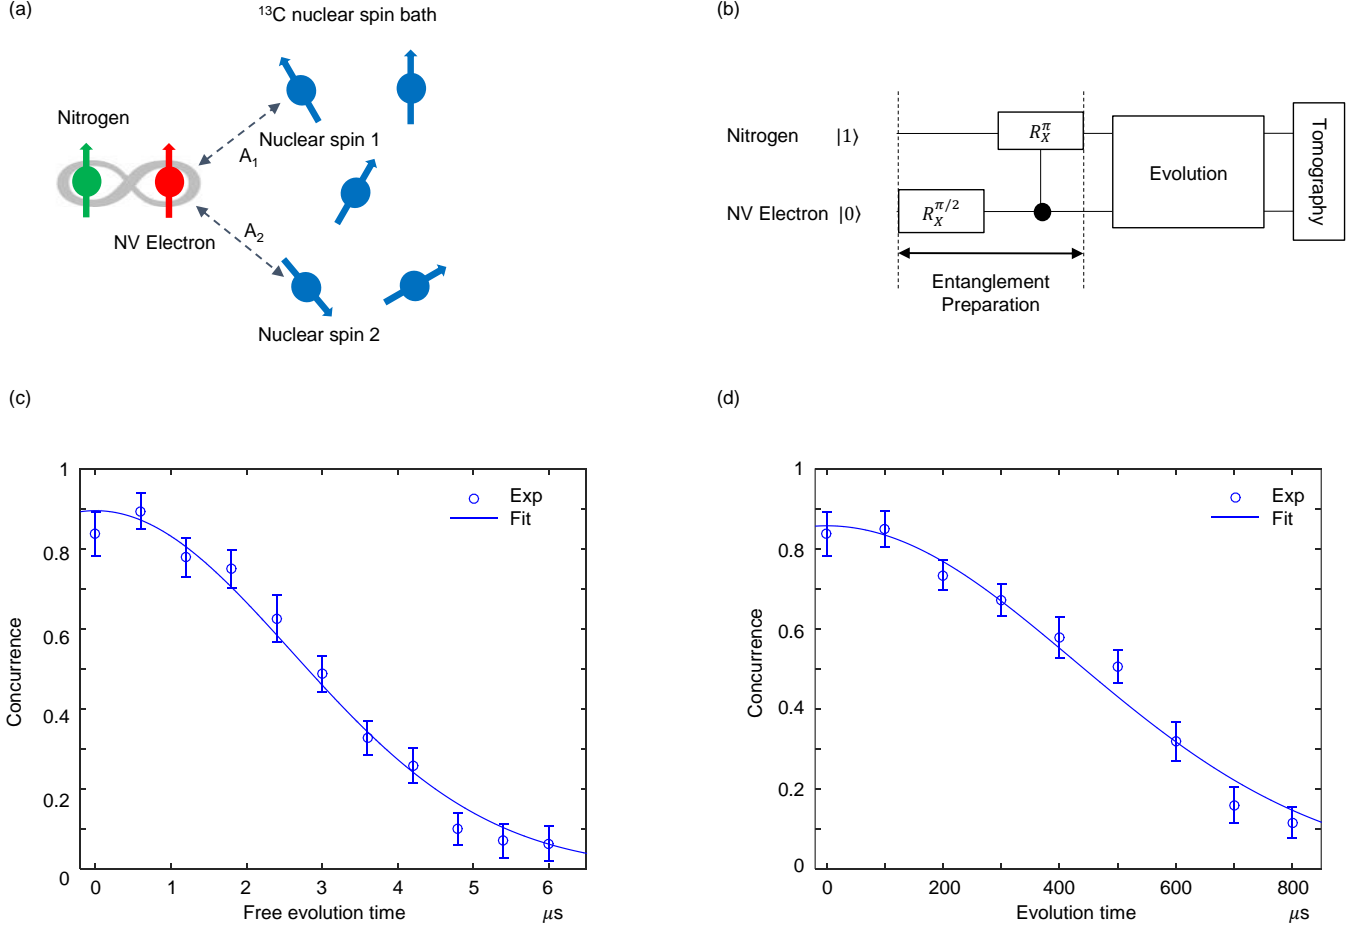 (a)
¹³C nuclear spin bath
Nitrogen
Nuclear spin 1
A₁
A₂
NV Electron
Nuclear spin 2
(b)
Nitrogen |1⟩
NV Electron |0⟩
R_X^{π/2}
R_X^π
Evolution
Tomography
Entanglement
Preparation
(c)
Concurrence
1
0.8
0.6
0.4
0.2
0
Exp
Fit
0 1 2 3 4 5 6
Free evolution time μs
(d)
Concurrence
1
0.8
0.6
0.4
0.2
0
Exp
Fit
0 200 400 600 800
Evolution time μs